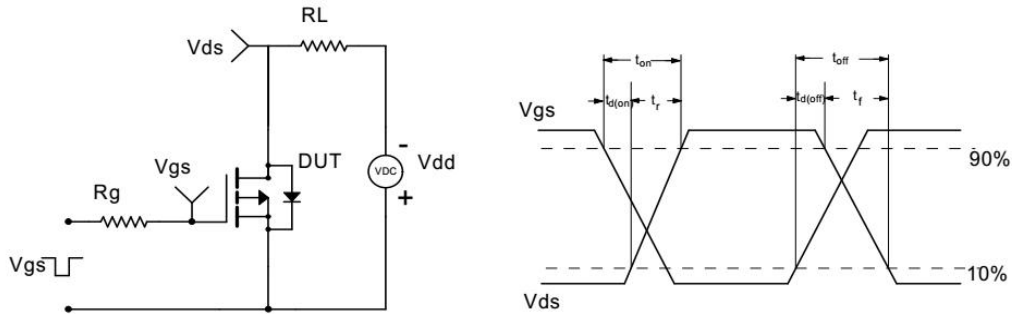 RL
Vds
Vgs
DUT
Rg
VDC
-
+
Vdd
Vgs
ton
toff
td(on)
tr
td(off)
tf
Vgs
90%
10%
Vds